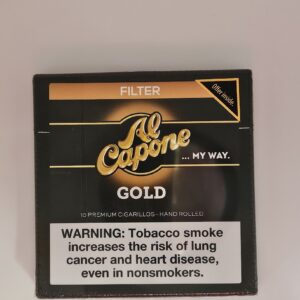 FILTER
Offer inside.
Al
Capone
... MY WAY.
GOLD
10 PREMIUM CIGARILLOS - HAND ROLLED
WARNING: Tobacco smoke
increases the risk of lung
cancer and heart disease,
even in nonsmokers.